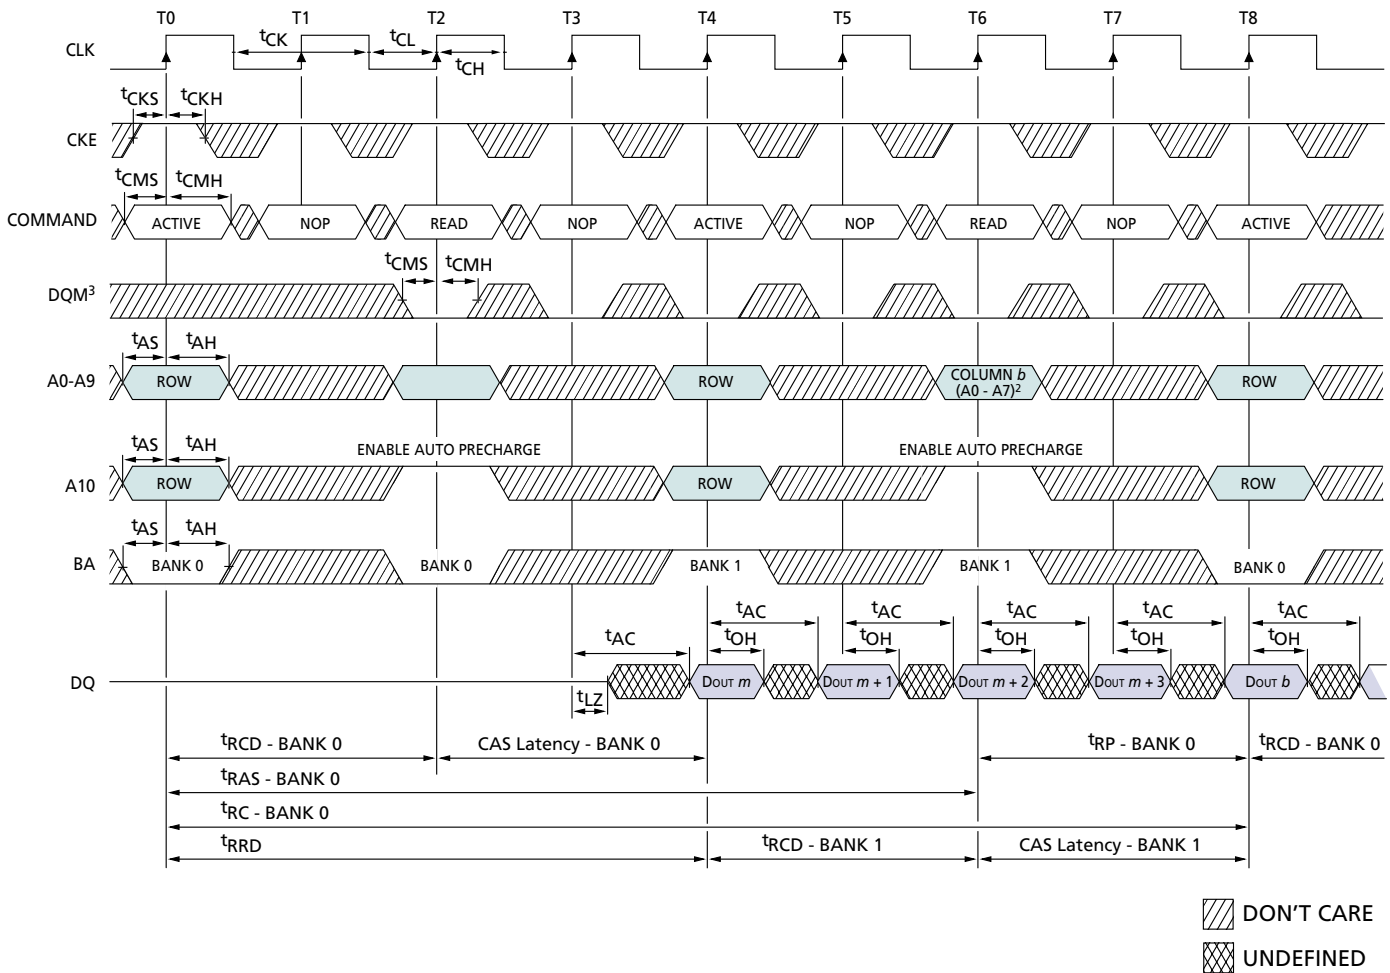 T0 T1 T2 T3 T4 T5 T6 T7 T8
CLK
tCK tCL
tCH
tCKS tCKH
CKE
tCMS tCMH
COMMAND ACTIVE NOP READ NOP ACTIVE NOP READ NOP ACTIVE
tCMS tCMH
DQM3
tAS tAH
A0-A9 ROW ROW COLUMN b (A0 - A7)2 ROW
tAS tAH
ENABLE AUTO PRECHARGE ENABLE AUTO PRECHARGE
A10 ROW ROW ROW
tAS tAH
BA BANK 0 BANK 0 BANK 1 BANK 1 BANK 0
tAC tAC tAC tAC tAC
tAC tOH tOH tOH tOH tOH
DQ DOUT m DOUT m + 1 DOUT m + 2 DOUT m + 3 DOUT b
tLZ
tRCD - BANK 0 CAS Latency - BANK 0 tRP - BANK 0 tRCD - BANK 0
tRAS - BANK 0
tRC - BANK 0
tRRD tRCD - BANK 1 CAS Latency - BANK 1
DON'T CARE
UNDEFINED